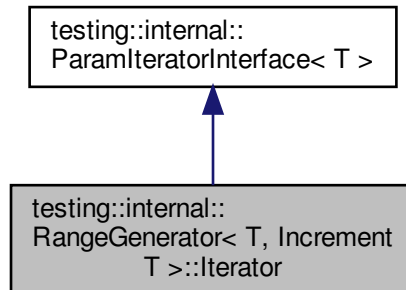 testing::internal::
ParamIteratorInterface< T >
testing::internal::
RangeGenerator< T, Increment
T >::Iterator